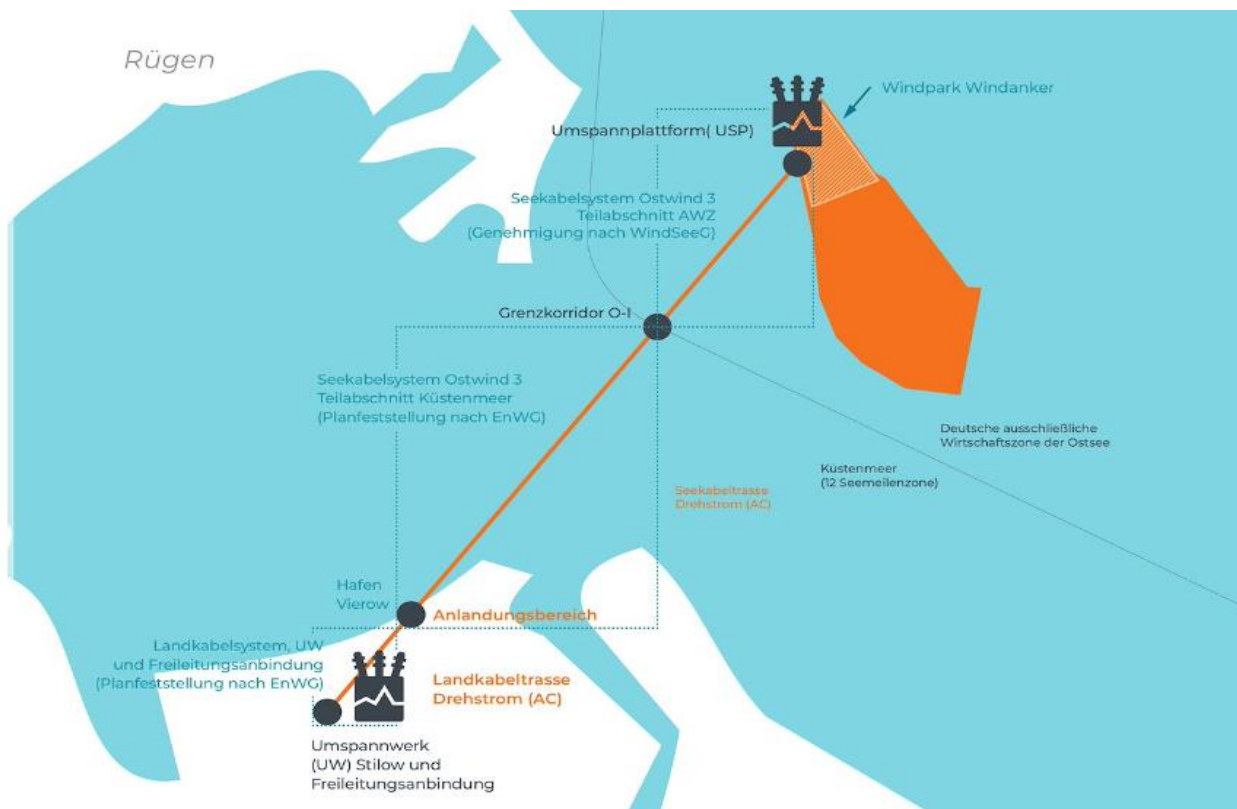 Rügen
Windpark Windanker
Umspannplattform( USP)
Seekabelsystem Ostwind 3
Teilabschnitt AWZ
(Genehmigung nach WindSeeG)
Grenzkorridor O-I
Seekabelsystem Ostwind 3
Teilabschnitt Küstenmeer
(Planfeststellung nach EnWG)
Deutsche ausschließliche
Wirtschaftszone der Ostsee
Küstenmeer
(12 Seemeilenzone)
Seekabeltrasse
Drehstrom (AC)
Hafen
Vierow
Anlandungsbereich
Landkabelsystem, UW
und Freileitungsanbindung
(Planfeststellung nach EnWG)
Landkabeltrasse
Drehstrom (AC)
Umspannwerk
(UW) Stilow und
Freileitungsanbindung